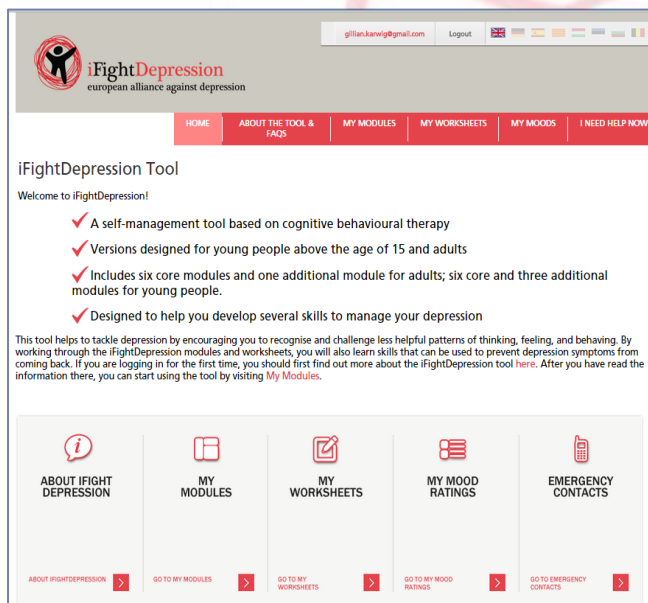 gillian.karwig@gmail.com Logout
iFightDepression
european alliance against depression
HOME ABOUT THE TOOL & FAQS MY MODULES MY WORKSHEETS MY MOODS I NEED HELP NOW
iFightDepression Tool
Welcome to iFightDepression!
A self-management tool based on cognitive behavioural therapy
Versions designed for young people above the age of 15 and adults
Includes six core modules and one additional module for adults; six core and three additional
modules for young people.
Designed to help you develop several skills to manage your depression
This tool helps to tackle depression by encouraging you to recognise and challenge less helpful patterns of thinking, feeling, and behaving. By
working through the iFightDepression modules and worksheets, you will also learn skills that can be used to prevent depression symptoms from
coming back. If you are logging in for the first time, you should first find out more about the iFightDepression tool here. After you have read the
information there, you can start using the tool by visiting My Modules.
i
ABOUT IFIGHT
DEPRESSION
MY
MODULES
MY
WORKSHEETS
MY MOOD
RATINGS
EMERGENCY
CONTACTS
ABOUT IFIGHTDEPRESSION
GO TO MY MODULES
GO TO MY
WORKSHEETS
GO TO MY MOOD
RATINGS
GO TO EMERGENCY
CONTACTS